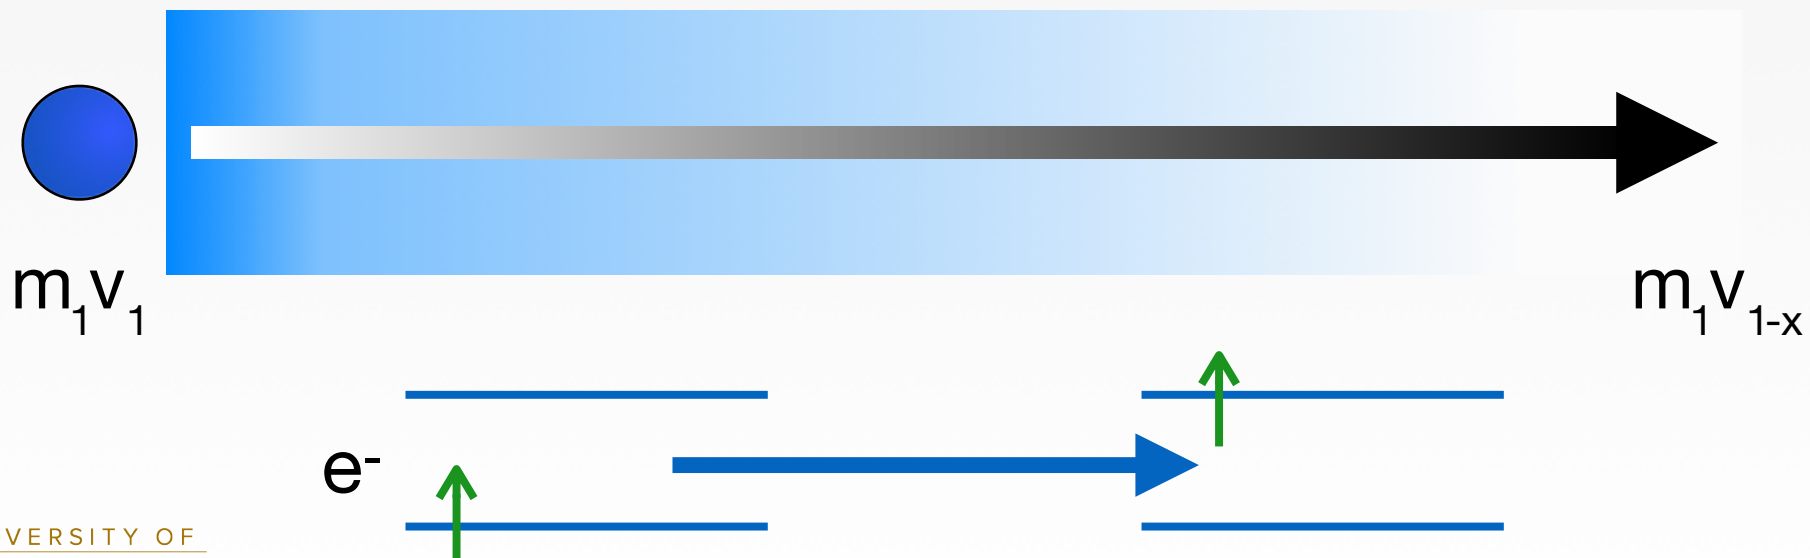 m₁v₁
m₁v₁₋ₓ
e⁻
VERSITY OF